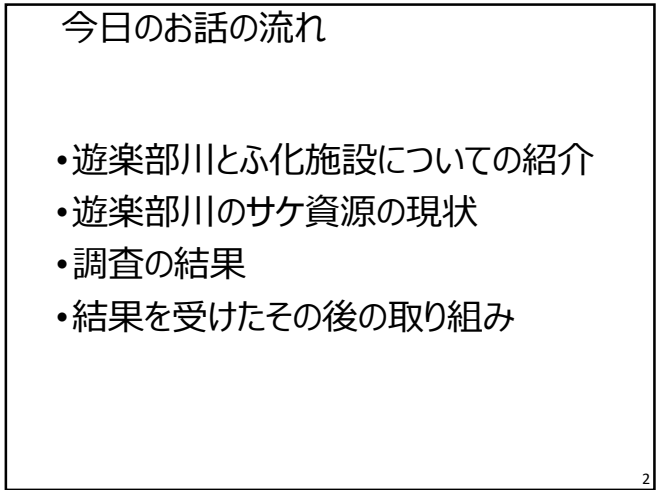 今日のお話の流れ
•遊楽部川とふ化施設についての紹介
•遊楽部川のサケ資源の現状
•調査の結果
•結果を受けたその後の取り組み
2